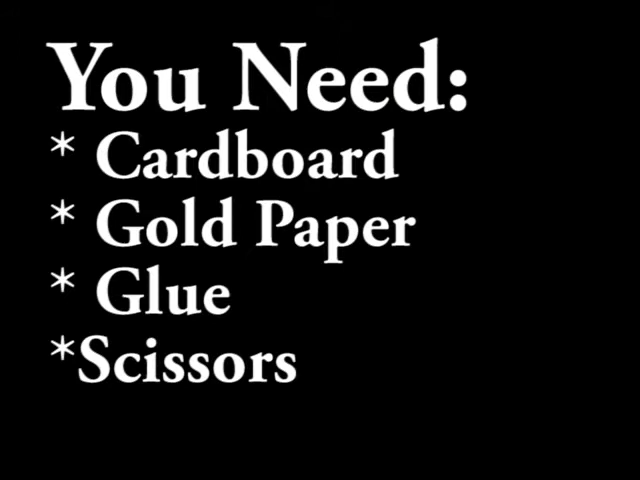 You Need:
* Cardboard
* Gold Paper
* Glue
*Scissors